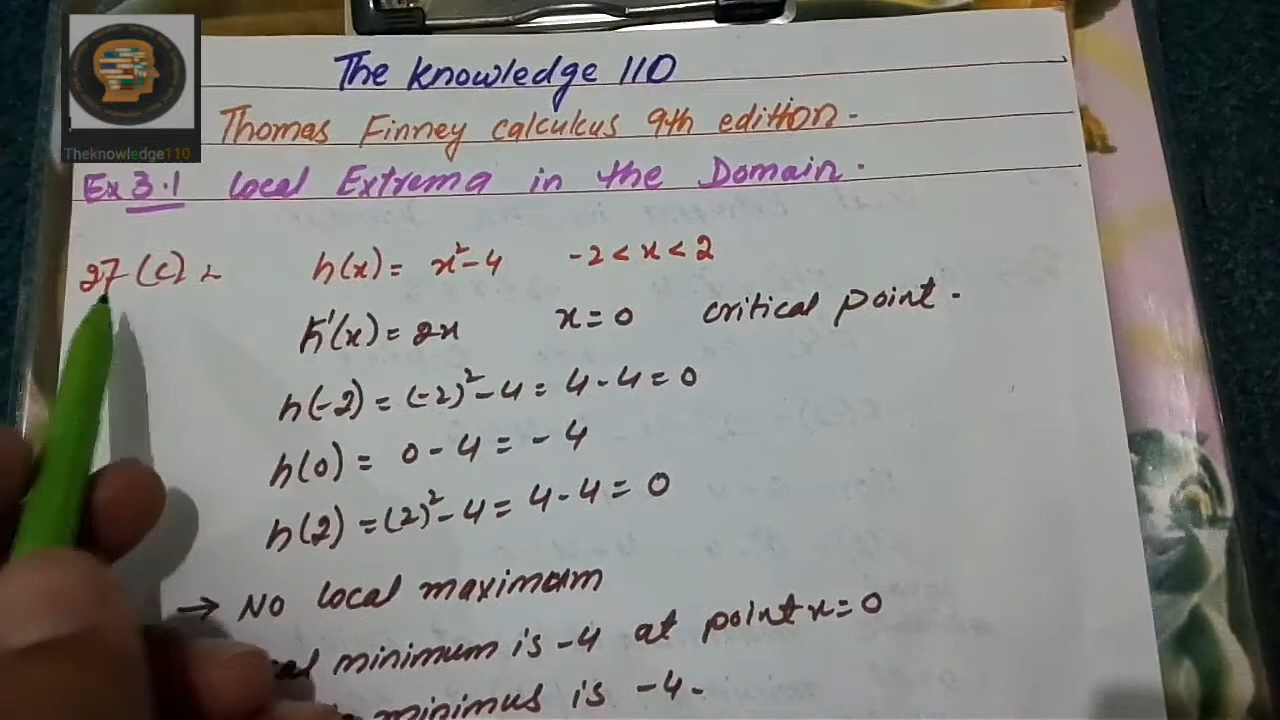 The knowledge 110
Thomas Finney calculus 9th edition.
Theknowledge110
Ex 3.1 local Extrema in the Domain.
27 (c)
h(x) = x²-4 -2 < x < 2
h'(x) = 2x x = 0 critical point.
h(-2) = (-2)² - 4 = 4 - 4 = 0
h(0) = 0 - 4 = - 4
h(2) = (2)² - 4 = 4 - 4 = 0
→ No local maximum
minimum is -4 at point x = 0
minimus is -4.